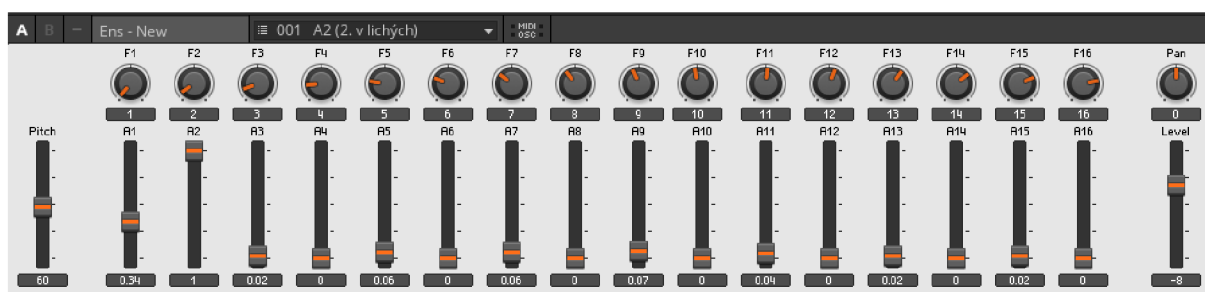 A B – Ens - New 001 A2 (2. v lichých) MIDI OSC
F1 F2 F3 F4 F5 F6 F7 F8 F9 F10 F11 F12 F13 F14 F15 F16 Pan
1 2 3 4 5 6 7 8 9 10 11 12 13 14 15 16 0
Pitch A1 A2 A3 A4 A5 A6 A7 A8 A9 A10 A11 A12 A13 A14 A15 A16 Level
60 0.34 1 0.02 0 0.06 0 0.06 0 0.07 0 0.04 0 0.02 0 0.02 0 -8